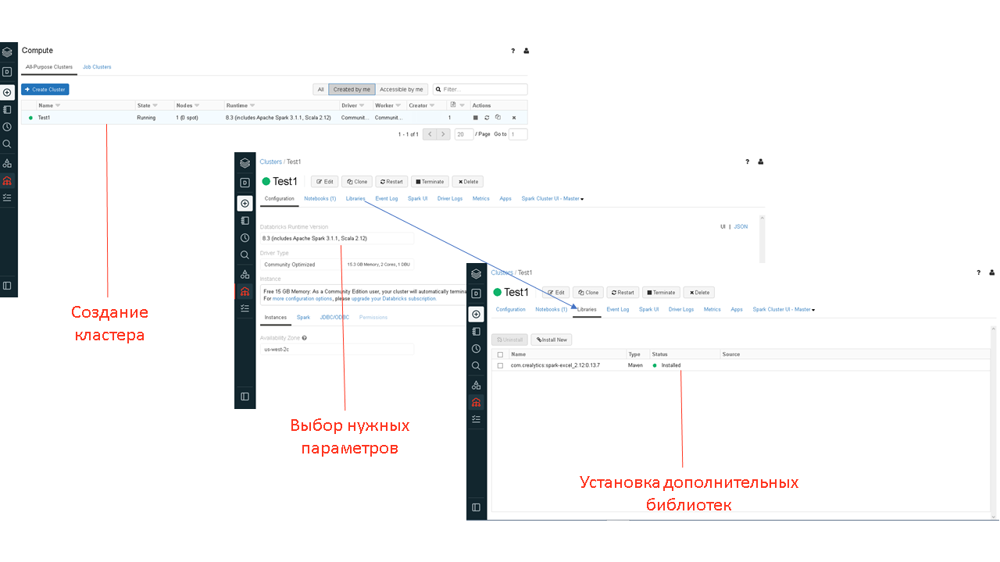 Compute
All-Purpose Clusters Job Clusters
+ Create Cluster All Created by me Accessible by me Filter...
Name State Nodes Runtime Driver Worker Creator Actions
Test1 Running 1 (0 spot) 8.3 (includes Apache Spark 3.1.1, Scala 2.12) Communit... Communit... 1
1 - 1 of 1 < > 20 / Page Go to 1
Создание
кластера
Clusters / Test1
Test1 Edit Clone Restart Terminate Delete
Configuration Notebooks (1) Libraries Event Log Spark UI Driver Logs Metrics Apps Spark Cluster UI - Master
UI | JSON
Databricks Runtime Version
8.3 (includes Apache Spark 3.1.1, Scala 2.12)
Driver Type
Community Optimized 15.3 GB Memory, 2 Cores, 1 DBU
Instance
Free 15 GB Memory: As a Community Edition user, your cluster will automatically termina
For more configuration options, please upgrade your Databricks subscription.
Instances Spark JDBC/ODBC Permissions
Availability Zone
us-west-2c
Выбор нужных
параметров
Clusters / Test1
Test1 Edit Clone Restart Terminate Delete
Configuration Notebooks (1) Libraries Event Log Spark UI Driver Logs Metrics Apps Spark Cluster UI - Master
Uninstall Install New
Name Type Status Source
com.crealytics:spark-excel_2.12:0.13.7 Maven Installed
Установка дополнительных
библиотек